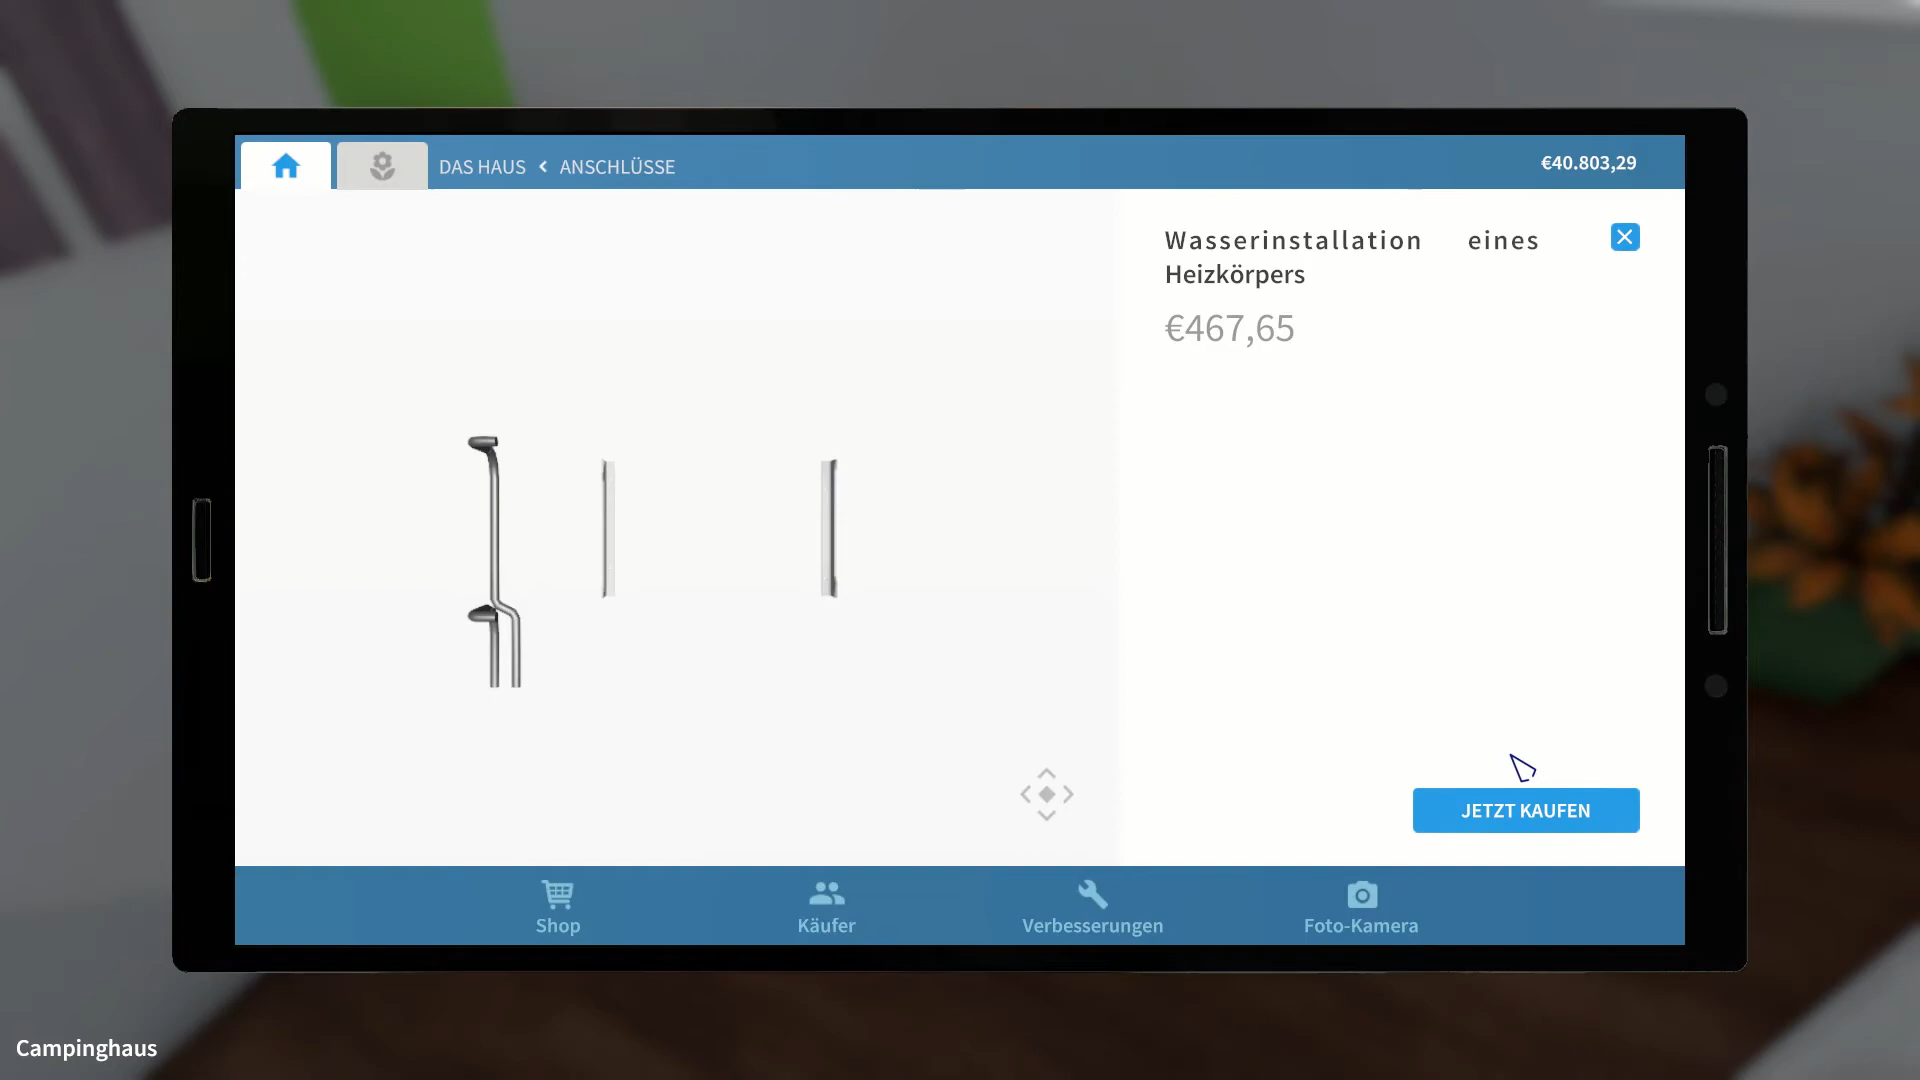 DAS HAUS < ANSCHLÜSSE
€40.803,29
Wasserinstallation eines
Heizkörpers
€467,65
JETZT KAUFEN
Shop
Käufer
Verbesserungen
Foto-Kamera
Campinghaus